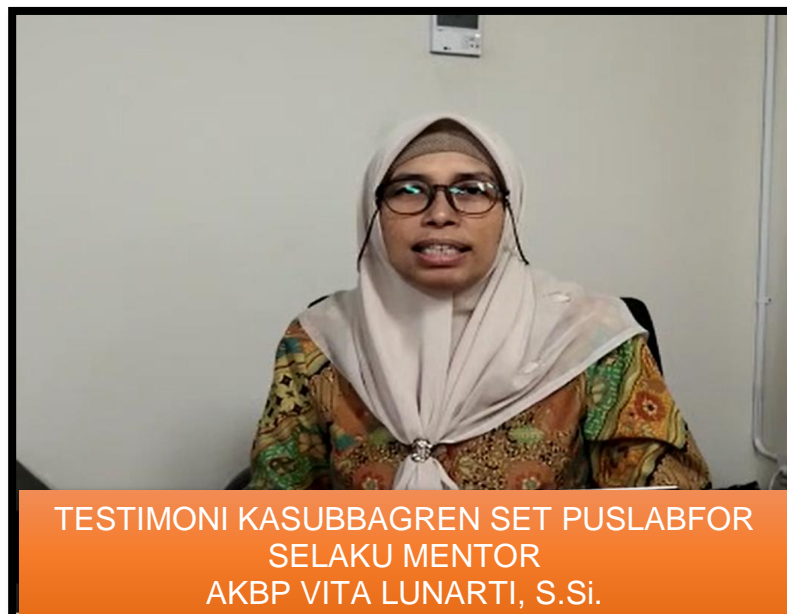 TESTIMONI KASUBBAGREN SET PUSLABFOR
SELAKU MENTOR
AKBP VITA LUNARTI, S.Si.